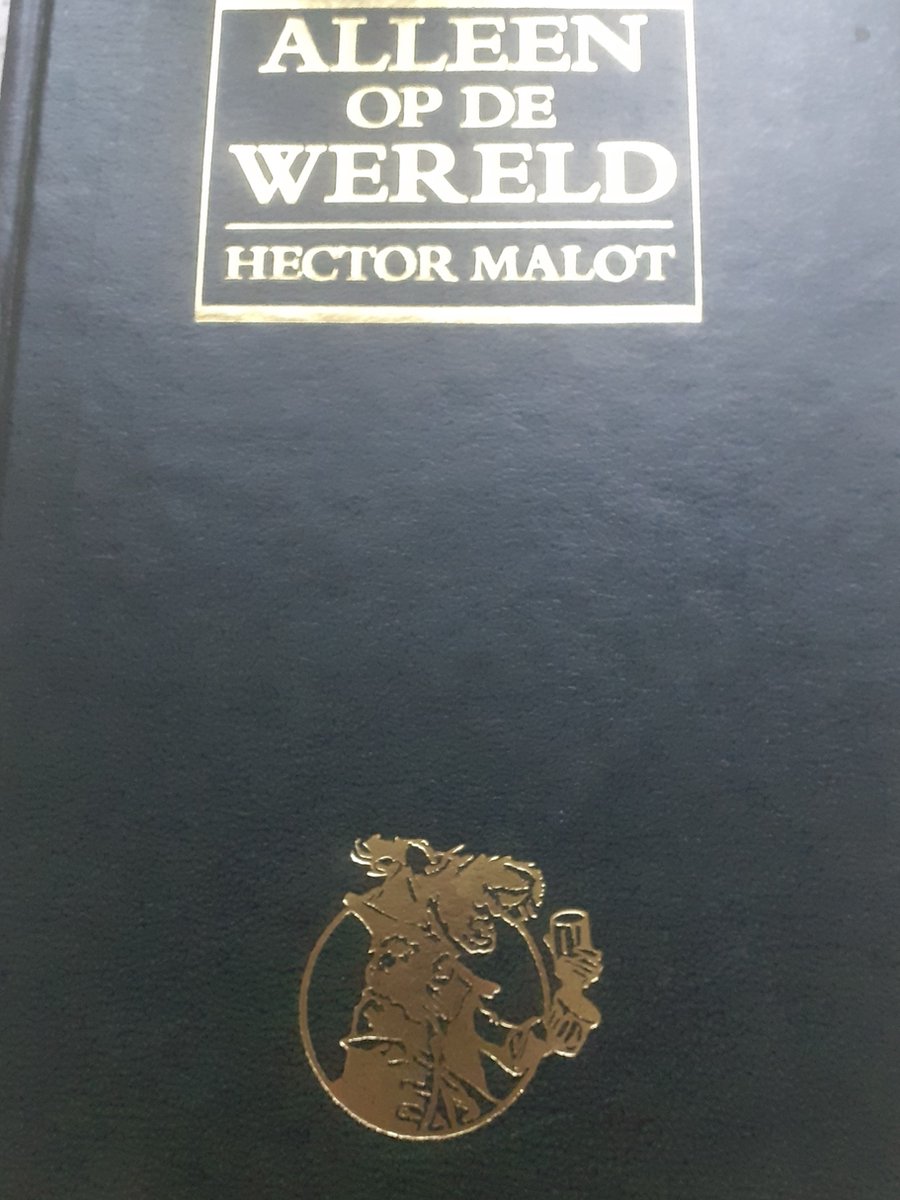 ALLEEN
OP DE
WERELD
HECTOR MALOT